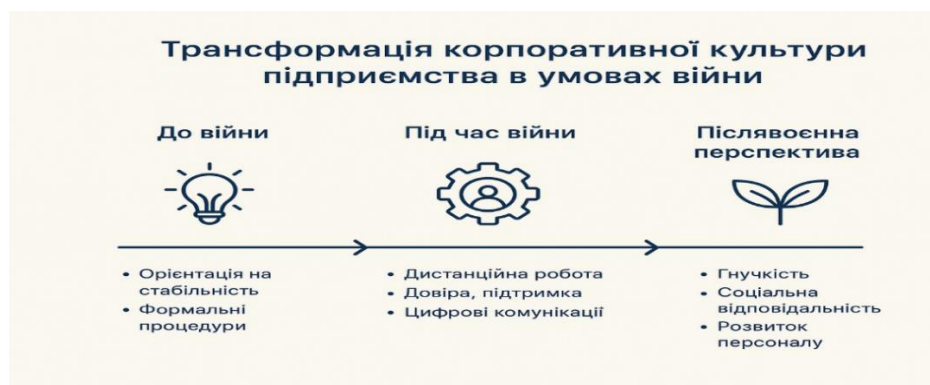 Трансформація корпоративної культури
підприємства в умовах війни
До війни
Під час війни
Післявоєнна
перспектива
• Орієнтація на
стабільність
• Формальні
процедури
• Дистанційна робота
• Довіра, підтримка
• Цифрові комунікації
• Гнучкість
• Соціальна
відповідальність
• Розвиток
персоналу